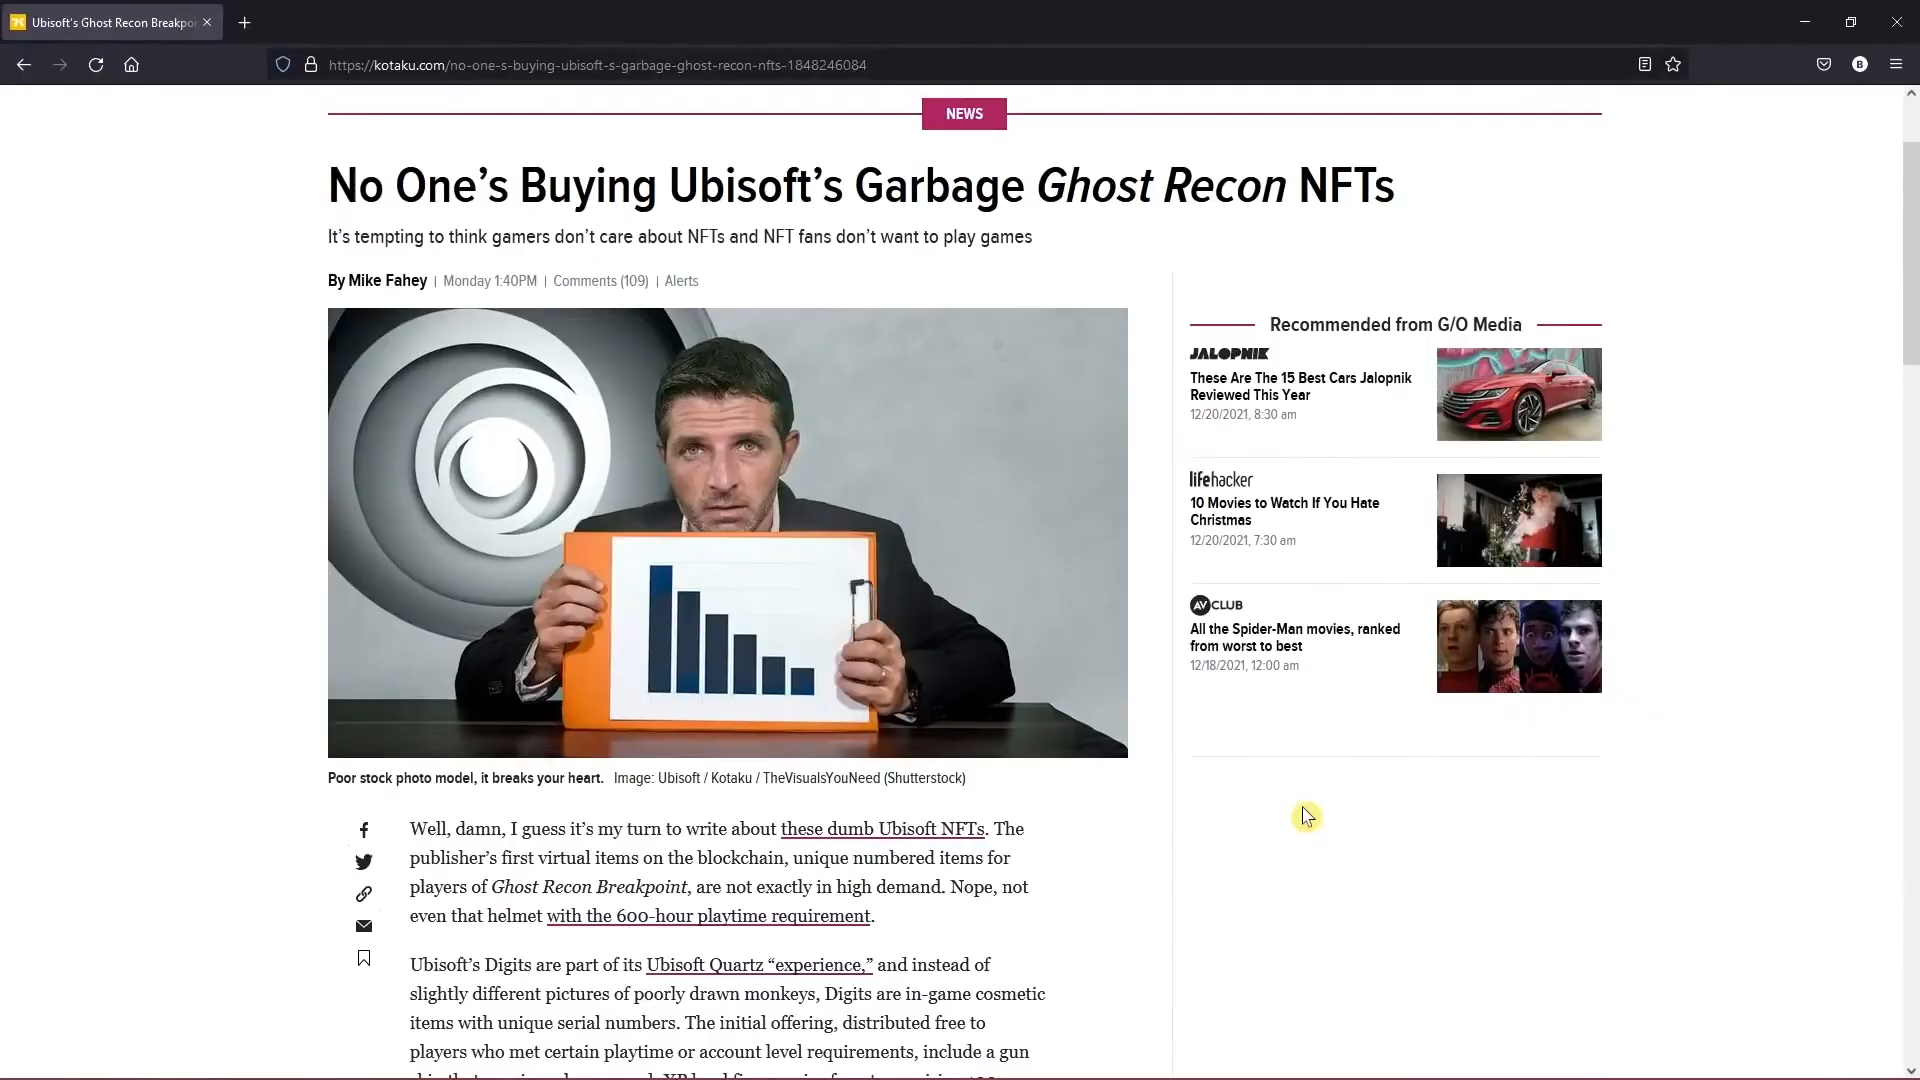 Ubisoft's Ghost Recon Breakpo
https://kotaku.com/no-one-s-buying-ubisoft-s-garbage-ghost-recon-nfts-1848246084
B
NEWS
No One's Buying Ubisoft's Garbage Ghost Recon NFTs
It's tempting to think gamers don't care about NFTs and NFT fans don't want to play games
By Mike Fahey | Monday 1:40PM | Comments (109) | Alerts
Recommended from G/O Media
JALOPNIK
These Are The 15 Best Cars Jalopnik
Reviewed This Year
12/20/2021, 8:30 am
lifehacker
10 Movies to Watch If You Hate
Christmas
12/20/2021, 7:30 am
AV CLUB
All the Spider-Man movies, ranked
from worst to best
12/18/2021, 12:00 am
Poor stock photo model, it breaks your heart. Image: Ubisoft / Kotaku / TheVisualsYouNeed (Shutterstock)
Well, damn, I guess it's my turn to write about these dumb Ubisoft NFTs. The
publisher's first virtual items on the blockchain, unique numbered items for
players of Ghost Recon Breakpoint, are not exactly in high demand. Nope, not
even that helmet with the 600-hour playtime requirement.
Ubisoft's Digits are part of its Ubisoft Quartz “experience,” and instead of
slightly different pictures of poorly drawn monkeys, Digits are in-game cosmetic
items with unique serial numbers. The initial offering, distributed free to
players who met certain playtime or account level requirements, include a gun